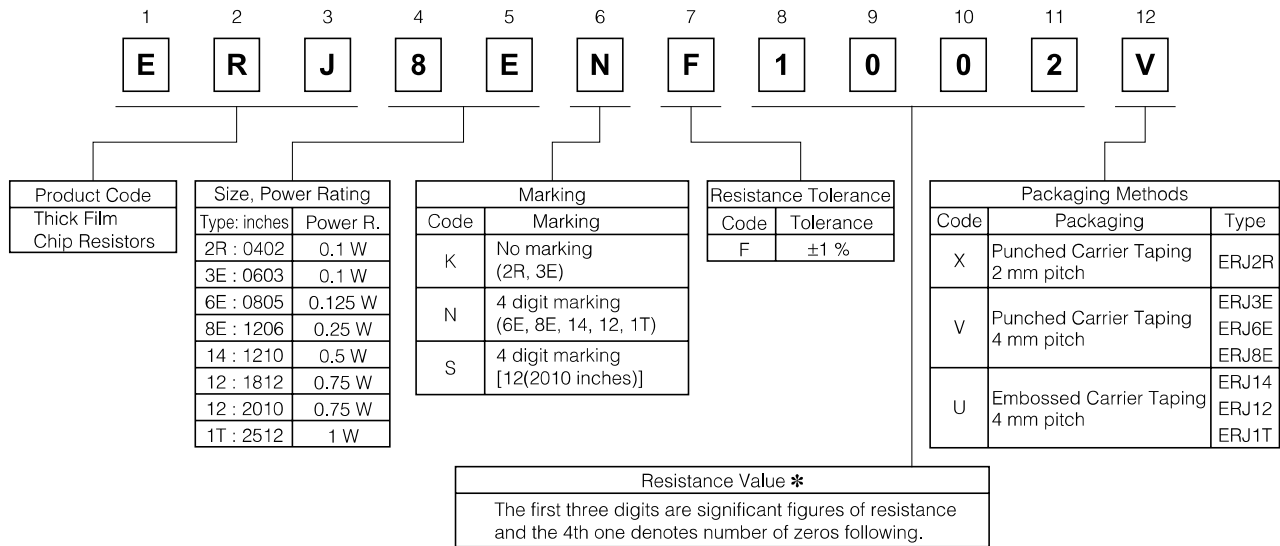 1 2 3 4 5 6 7 8 9 10 11 12
E R J 8 E N F 1 0 0 2 V
Product Code
Thick Film
Chip Resistors
Size, Power Rating
Type: inches Power R.
2R : 0402 0.1 W
3E : 0603 0.1 W
6E : 0805 0.125 W
8E : 1206 0.25 W
14 : 1210 0.5 W
12 : 1812 0.75 W
12 : 2010 0.75 W
1T : 2512 1 W
Marking
Code Marking
K No marking
(2R, 3E)
N 4 digit marking
(6E, 8E, 14, 12, 1T)
S 4 digit marking
[12(2010 inches)]
Resistance Tolerance
Code Tolerance
F ±1 %
Packaging Methods
Code Packaging Type
X Punched Carrier Taping
2 mm pitch
ERJ2R
V Punched Carrier Taping
4 mm pitch
ERJ3E
ERJ6E
ERJ8E
U Embossed Carrier Taping
4 mm pitch
ERJ14
ERJ12
ERJ1T
Resistance Value ✻
The first three digits are significant figures of resistance
and the 4th one denotes number of zeros following.